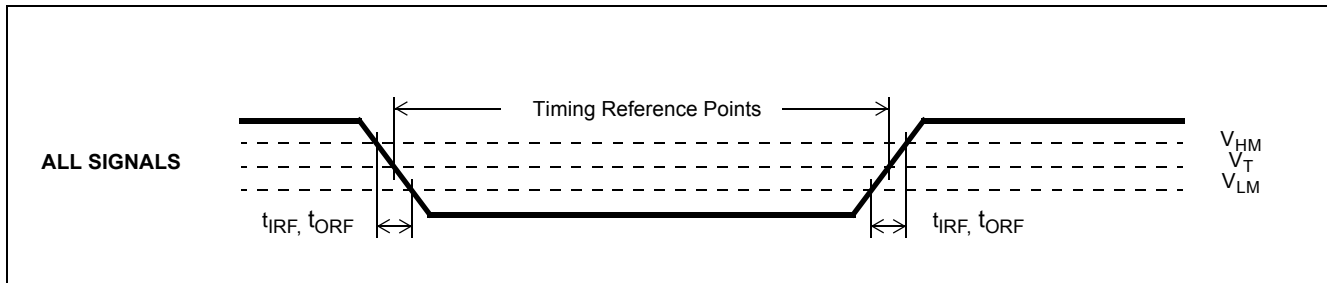 Timing Reference Points
ALL SIGNALS
V_HM
V_T
V_LM
t_IRF, t_ORF
t_IRF, t_ORF